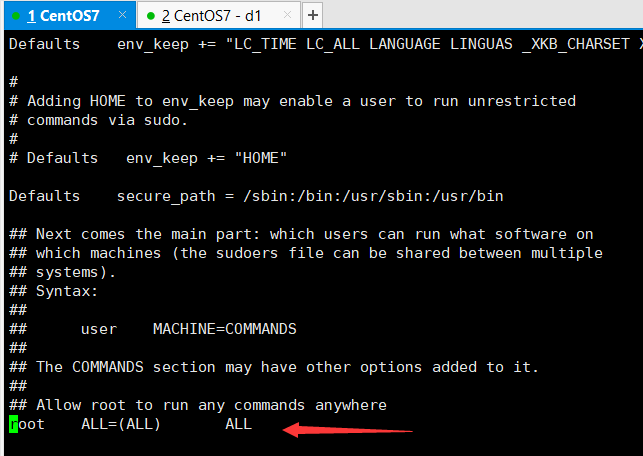 1 CentOS7 × 2 CentOS7 - d1 × +
Defaults    env_keep += "LC_TIME LC_ALL LANGUAGE LINGUAS _XKB_CHARSET X
#
# Adding HOME to env_keep may enable a user to run unrestricted
# commands via sudo.
#
# Defaults   env_keep += "HOME"
Defaults    secure_path = /sbin:/bin:/usr/sbin:/usr/bin
## Next comes the main part: which users can run what software on
## which machines (the sudoers file can be shared between multiple
## systems).
## Syntax:
##
##      user    MACHINE=COMMANDS
##
## The COMMANDS section may have other options added to it.
##
## Allow root to run any commands anywhere
root    ALL=(ALL)       ALL